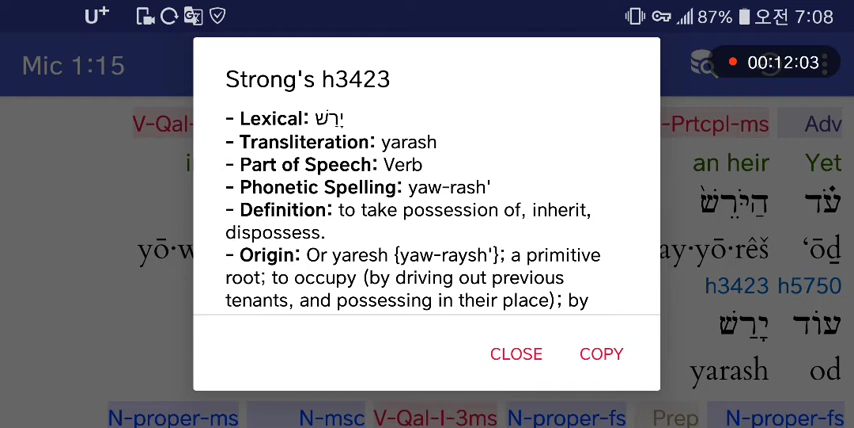 U+ 87% 오전 7:08
Mic 1:15 00:12:03
Strong's h3423
- Lexical: יָרַשׁ
- Transliteration: yarash
- Part of Speech: Verb
- Phonetic Spelling: yaw-rash'
- Definition: to take possession of, inherit,
dispossess.
- Origin: Or yaresh {yaw-raysh'}; a primitive
root; to occupy (by driving out previous
tenants, and possessing in their place); by
CLOSE COPY
V-Qal- -Prtcpl-ms Adv
an heir Yet
הַיֹּרֵשׁ֙ עֹ֗ד
yō·w ay·yō·rêš ‘ōḏ
h3423 h5750
יָרַשׁ עוֹד
yarash od
N-proper-ms N-msc V-Qal-I-3ms N-proper-fs Prep N-proper-fs